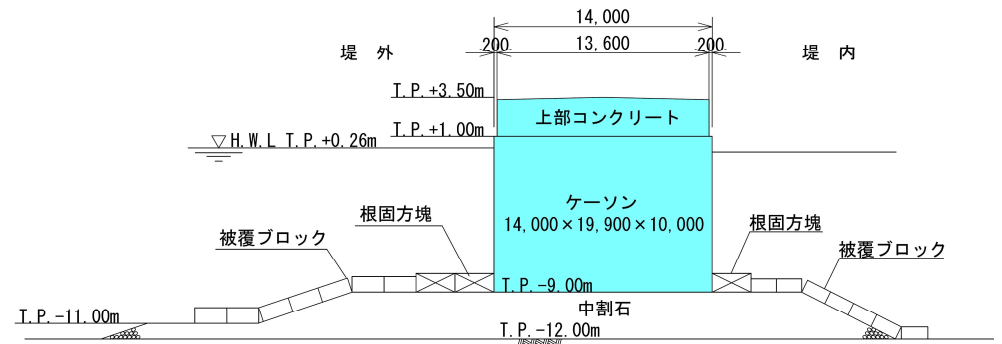 14,000
200
13,600
200
堤 外
堤 内
T.P.+3.50m
上部コンクリート
T.P.+1.00m
H.W.L T.P.+0.26m
ケーソン
14,000×19,900×10,000
根固方塊
根固方塊
被覆ブロック
被覆ブロック
T.P.-9.00m
中割石
T.P.-11.00m
T.P.-12.00m